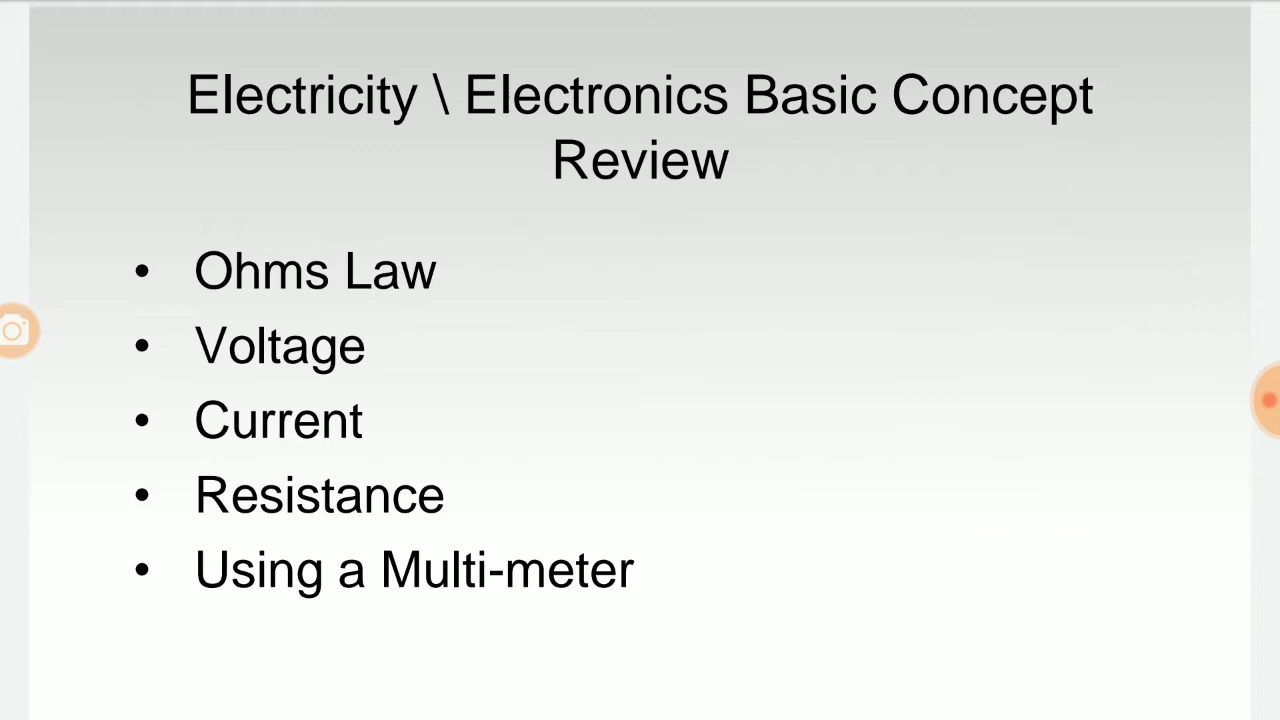 Electricity \ Electronics Basic Concept
Review
• Ohms Law
• Voltage
• Current
• Resistance
• Using a Multi-meter